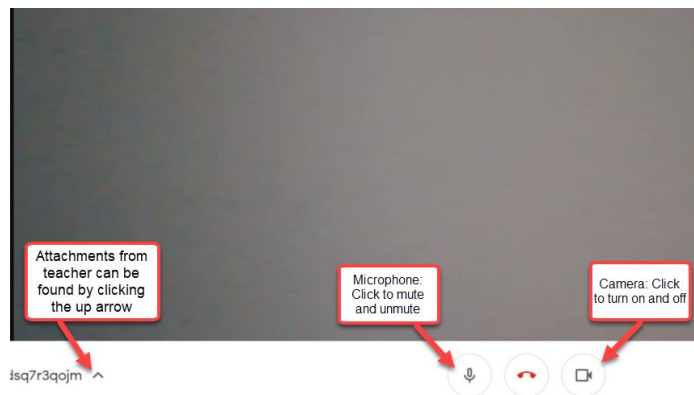 Attachments from
teacher can be
found by clicking
the up arrow
Microphone:
Click to mute
and unmute
Camera: Click
to turn on and off
dsq7r3qojm